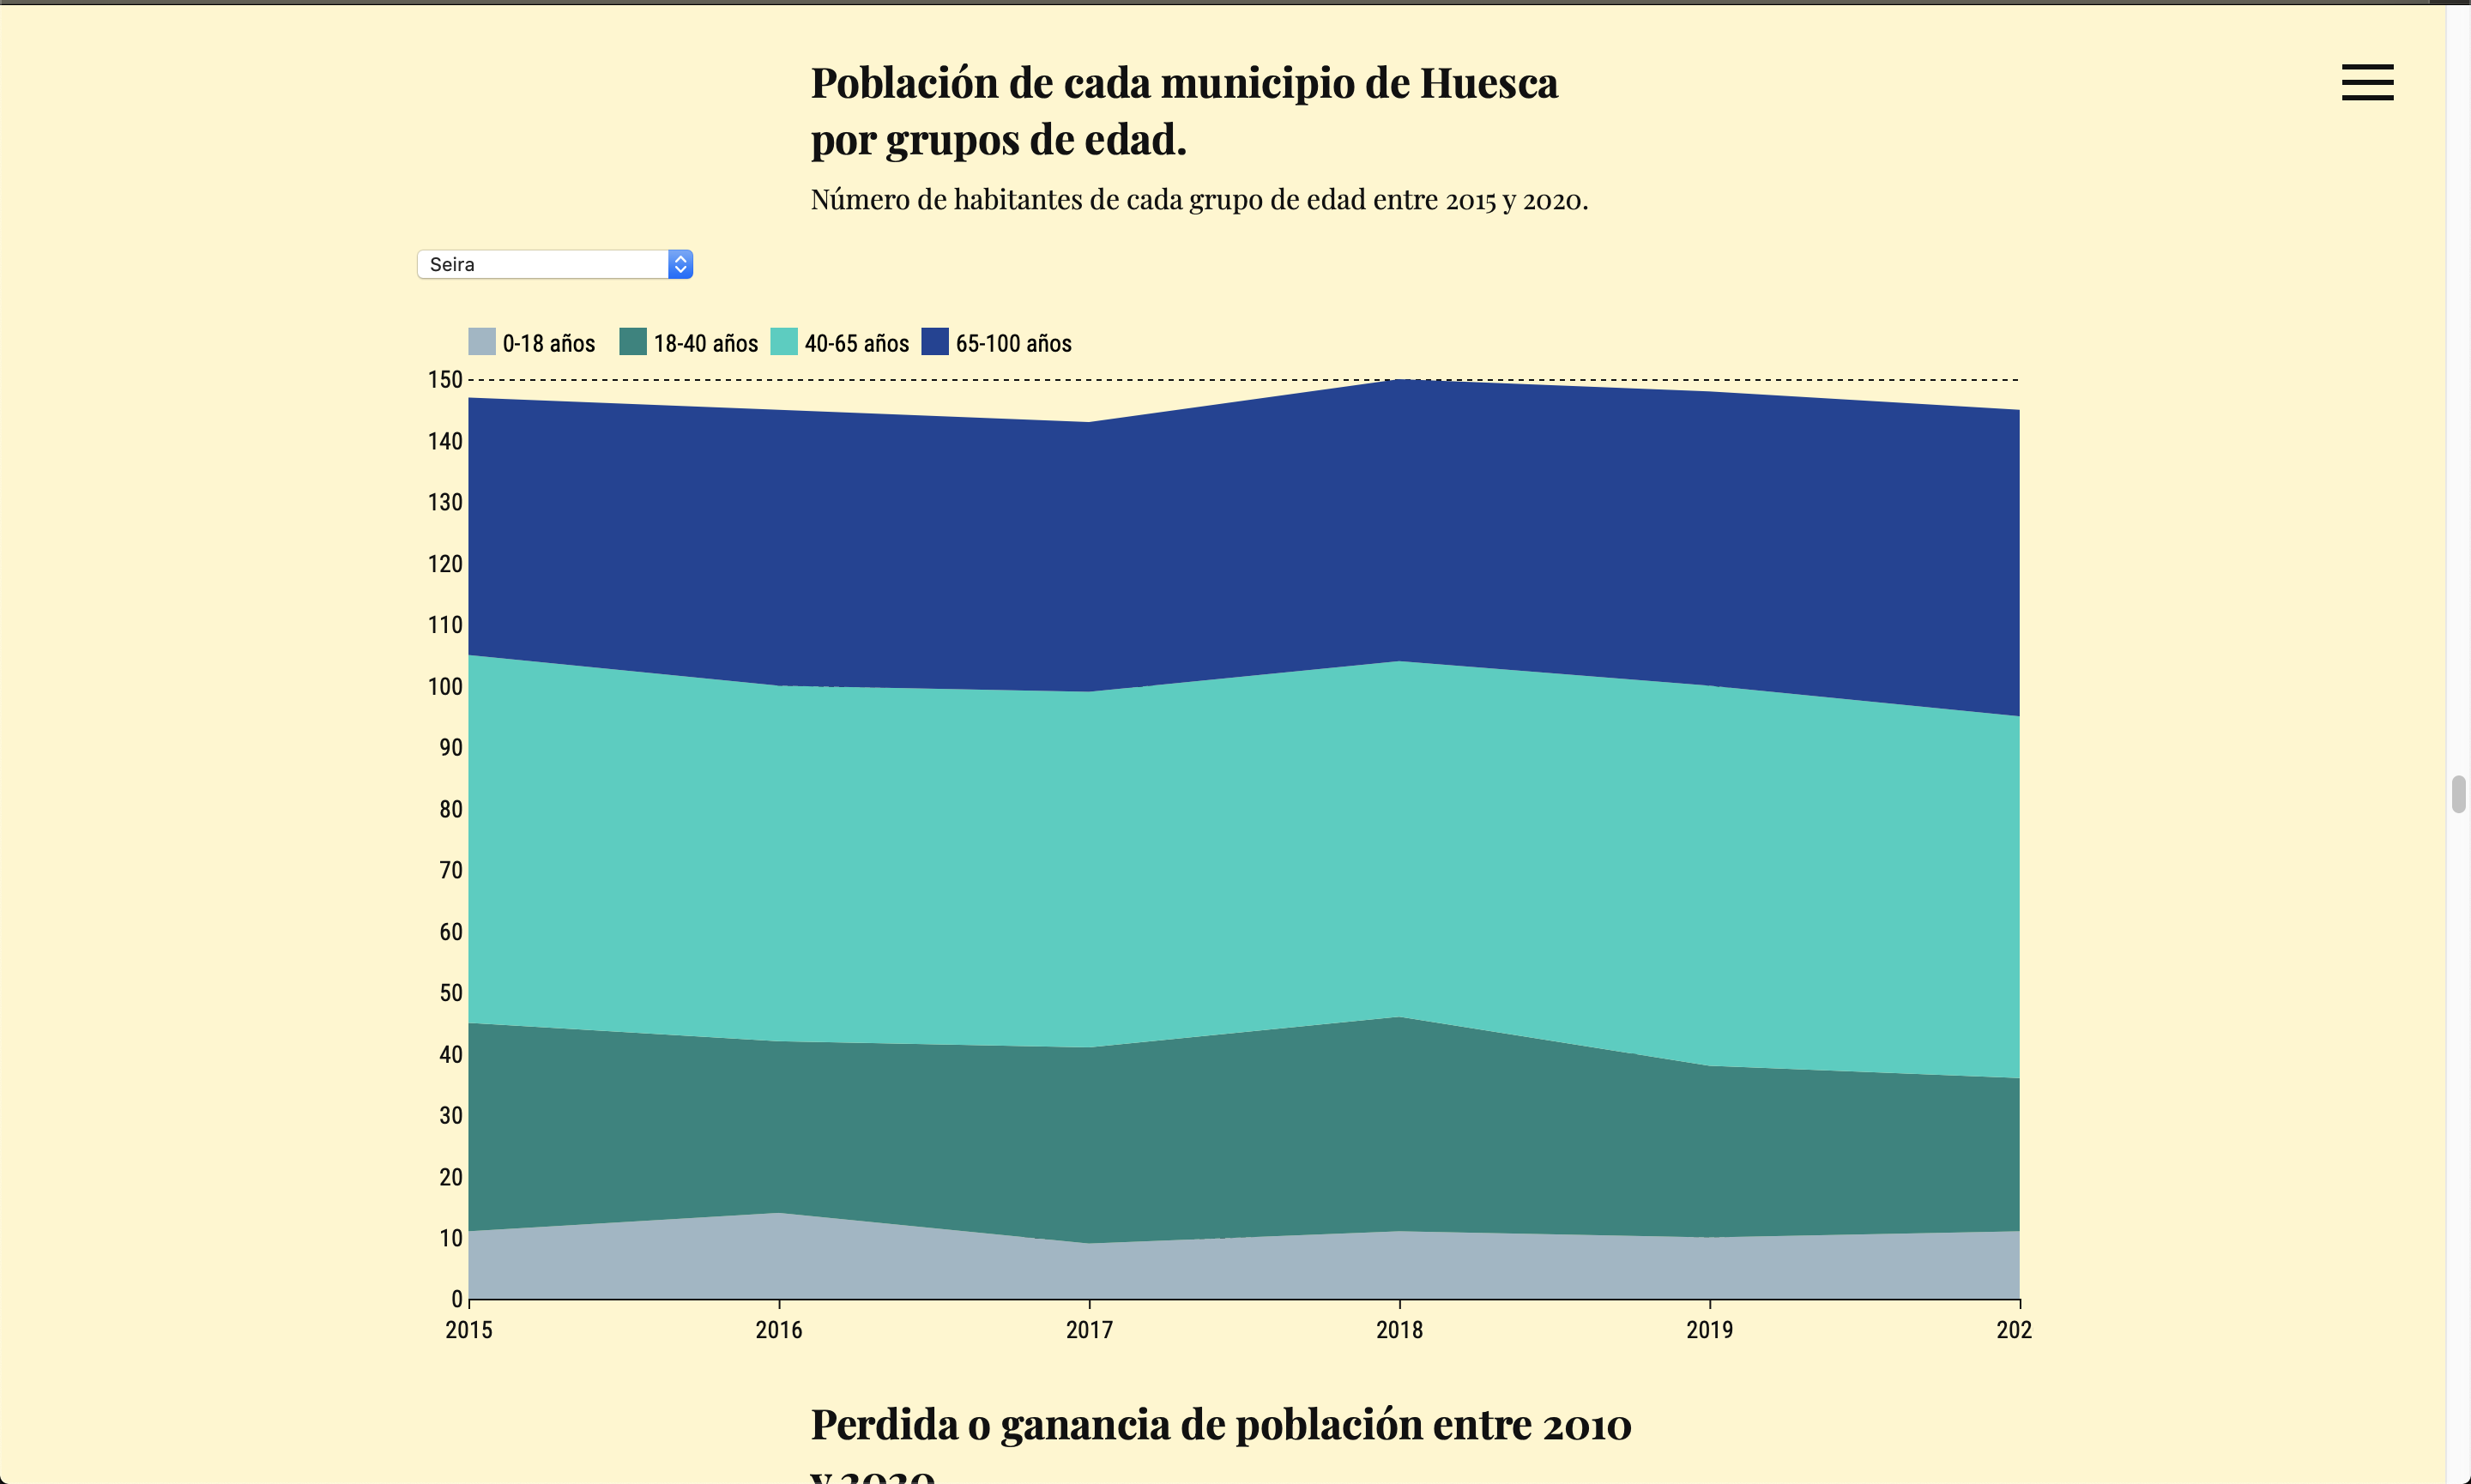 Población de cada municipio de Huesca
por grupos de edad.
Número de habitantes de cada grupo de edad entre 2015 y 2020.
Seira
0-18 años 18-40 años 40-65 años 65-100 años
150
140
130
120
110
100
90
80
70
60
50
40
30
20
10
0
2015 2016 2017 2018 2019 202
Perdida o ganancia de población entre 2010
y 2020